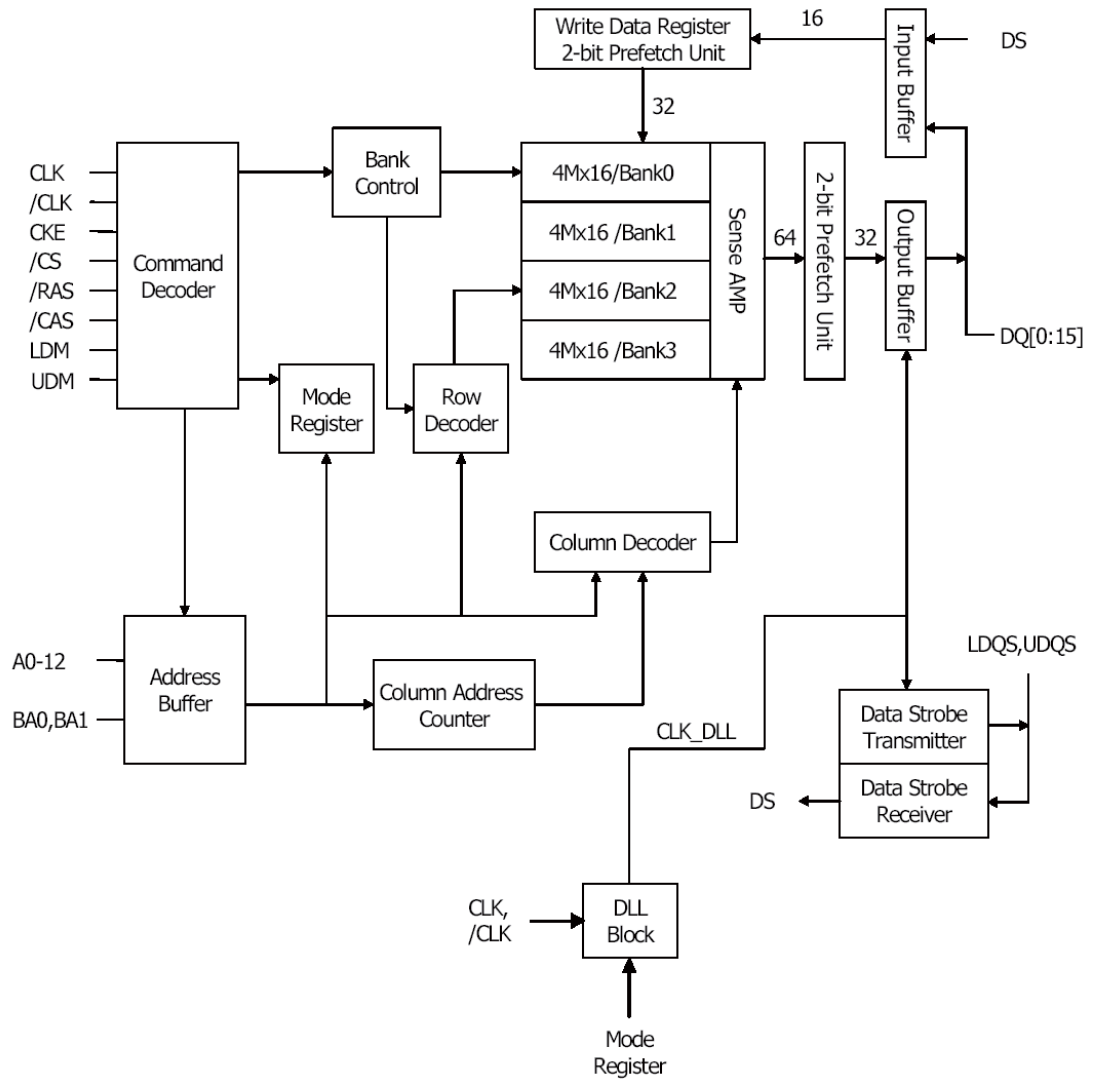 Write Data Register
2-bit Prefetch Unit
16
Input Buffer
DS
32
CLK
/CLK
CKE
/CS
/RAS
/CAS
LDM
UDM
Command
Decoder
Bank
Control
4Mx16/Bank0
4Mx16 /Bank1
4Mx16 /Bank2
4Mx16 /Bank3
Sense AMP
64
2-bit Prefetch Unit
32
Output Buffer
DQ[0:15]
Mode
Register
Row
Decoder
Column Decoder
A0-12
BA0,BA1
Address
Buffer
Column Address
Counter
CLK_DLL
LDQS,UDQS
Data Strobe
Transmitter
Data Strobe
Receiver
DS
CLK,
/CLK
DLL
Block
Mode
Register